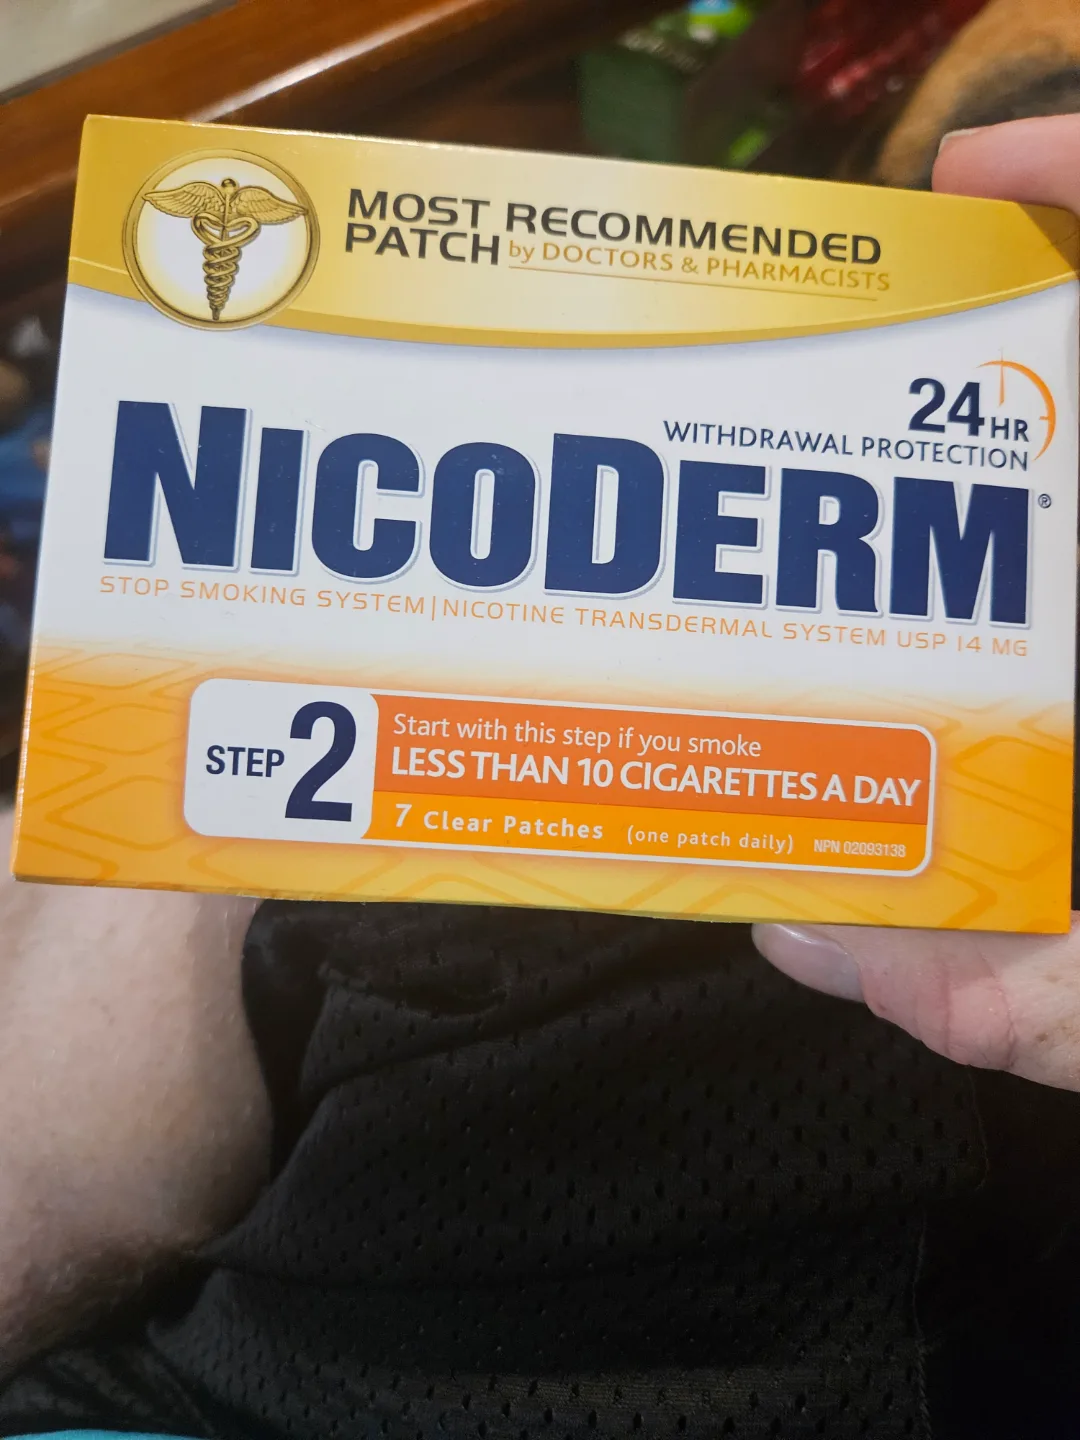 MOST RECOMMENDED
PATCH by DOCTORS & PHARMACISTS
24 HR
WITHDRAWAL PROTECTION
NICODERM®
STOP SMOKING SYSTEM|NICOTINE TRANSDERMAL SYSTEM USP 14 MG
STEP 2
Start with this step if you smoke
LESS THAN 10 CIGARETTES A DAY
7 Clear Patches (one patch daily) NPN 02093138